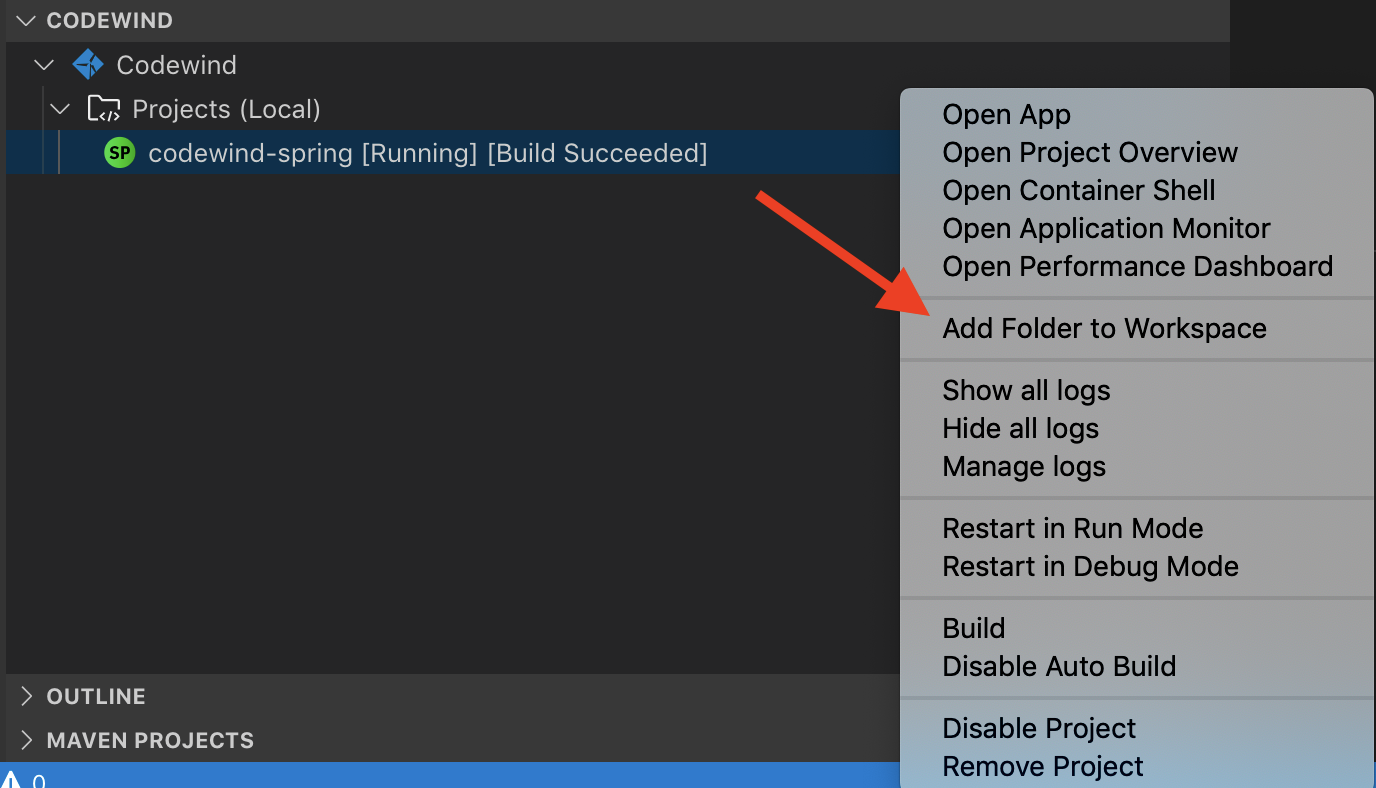 CODEWIND
Codewind
Projects (Local)
SP codewind-spring [Running] [Build Succeeded]
Open App
Open Project Overview
Open Container Shell
Open Application Monitor
Open Performance Dashboard
Add Folder to Workspace
Show all logs
Hide all logs
Manage logs
Restart in Run Mode
Restart in Debug Mode
Build
Disable Auto Build
Disable Project
Remove Project
OUTLINE
MAVEN PROJECTS
0